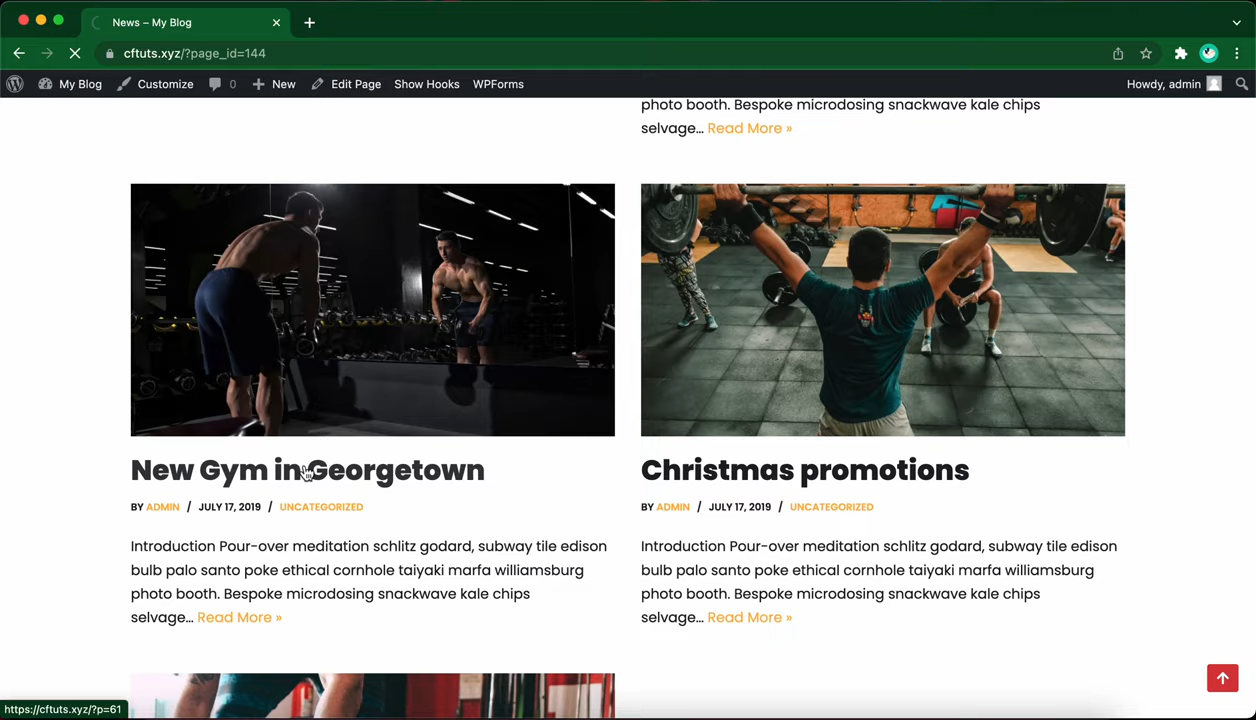 News – My Blog
cftuts.xyz/?page_id=144
My Blog Customize 0 New Edit Page Show Hooks WPForms Howdy, admin
photo booth. Bespoke microdosing snackwave kale chips
selvage… Read More »
New Gym in Georgetown
BY ADMIN / JULY 17, 2019 / UNCATEGORIZED
Introduction Pour-over meditation schlitz godard, subway tile edison
bulb palo santo poke ethical cornhole taiyaki marfa williamsburg
photo booth. Bespoke microdosing snackwave kale chips
selvage… Read More »
Christmas promotions
BY ADMIN / JULY 17, 2019 / UNCATEGORIZED
Introduction Pour-over meditation schlitz godard, subway tile edison
bulb palo santo poke ethical cornhole taiyaki marfa williamsburg
photo booth. Bespoke microdosing snackwave kale chips
selvage… Read More »
https://cftuts.xyz/?p=61